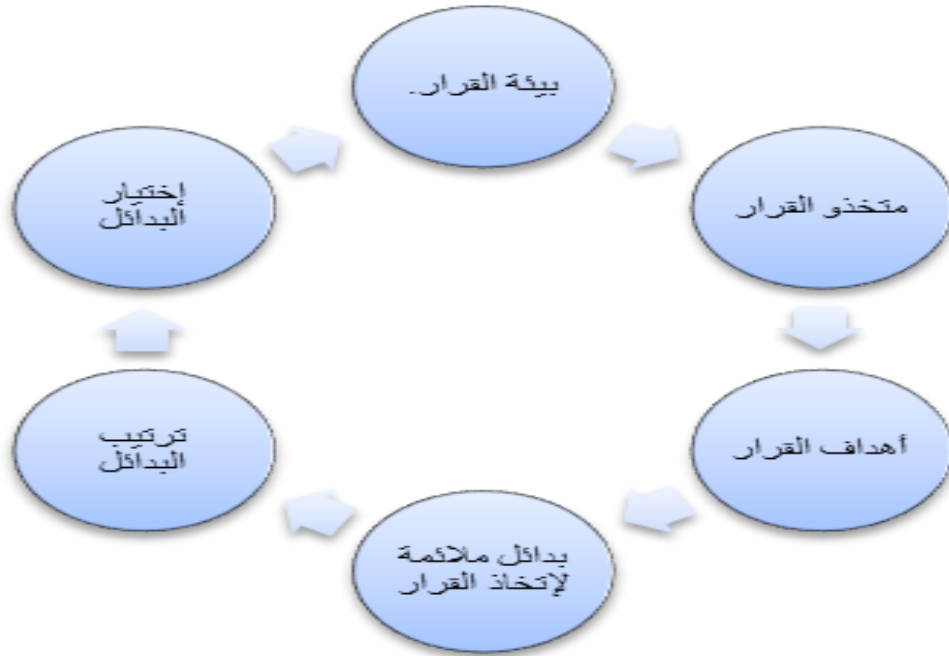 بيئة القرار.
متخذو القرار
أهداف القرار
بدائل ملائمة
لإتخاذ القرار
ترتيب
البدائل
إختيار
البدائل